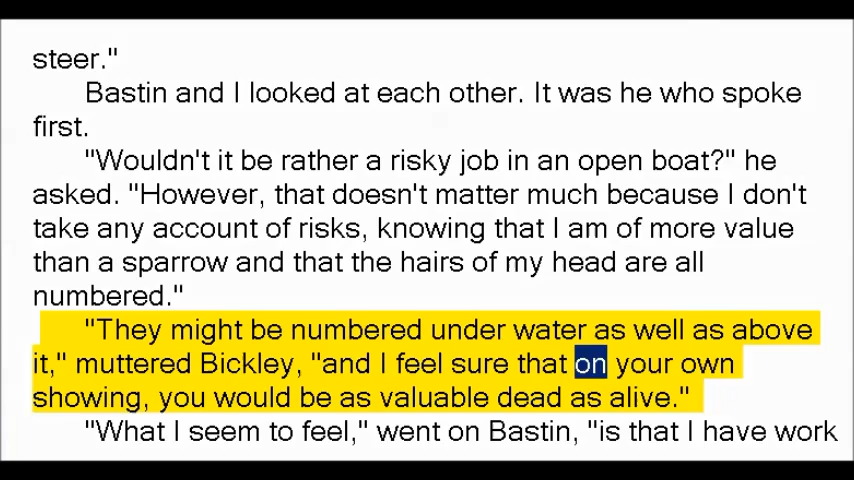 steer."
Bastin and I looked at each other. It was he who spoke
first.
"Wouldn't it be rather a risky job in an open boat?" he
asked. "However, that doesn't matter much because I don't
take any account of risks, knowing that I am of more value
than a sparrow and that the hairs of my head are all
numbered."
"They might be numbered under water as well as above
it," muttered Bickley, "and I feel sure that on your own
showing, you would be as valuable dead as alive."
"What I seem to feel," went on Bastin, "is that I have work